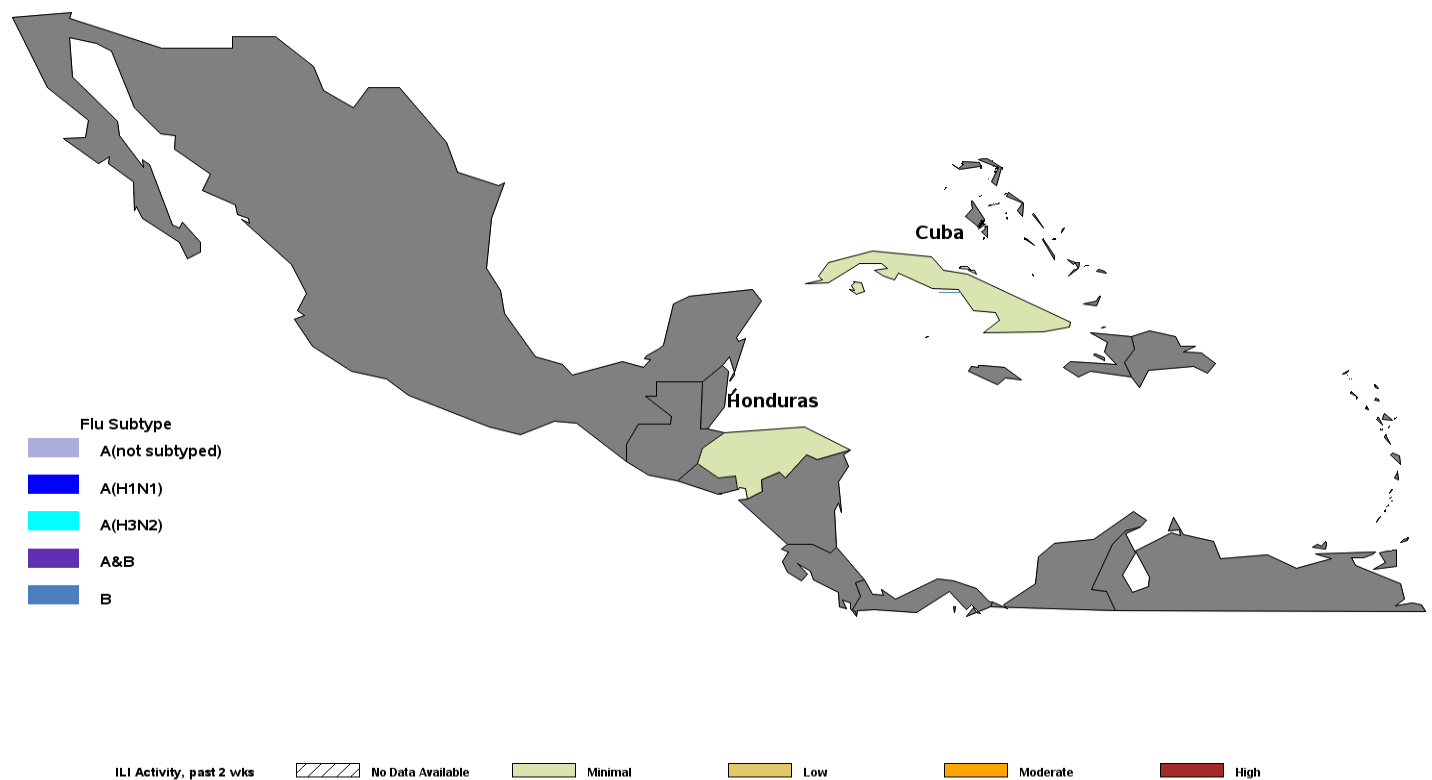 Cuba
Honduras
Flu Subtype
A(not subtyped)
A(H1N1)
A(H3N2)
A&B
B
ILI Activity, past 2 wks No Data Available Minimal Low Moderate High